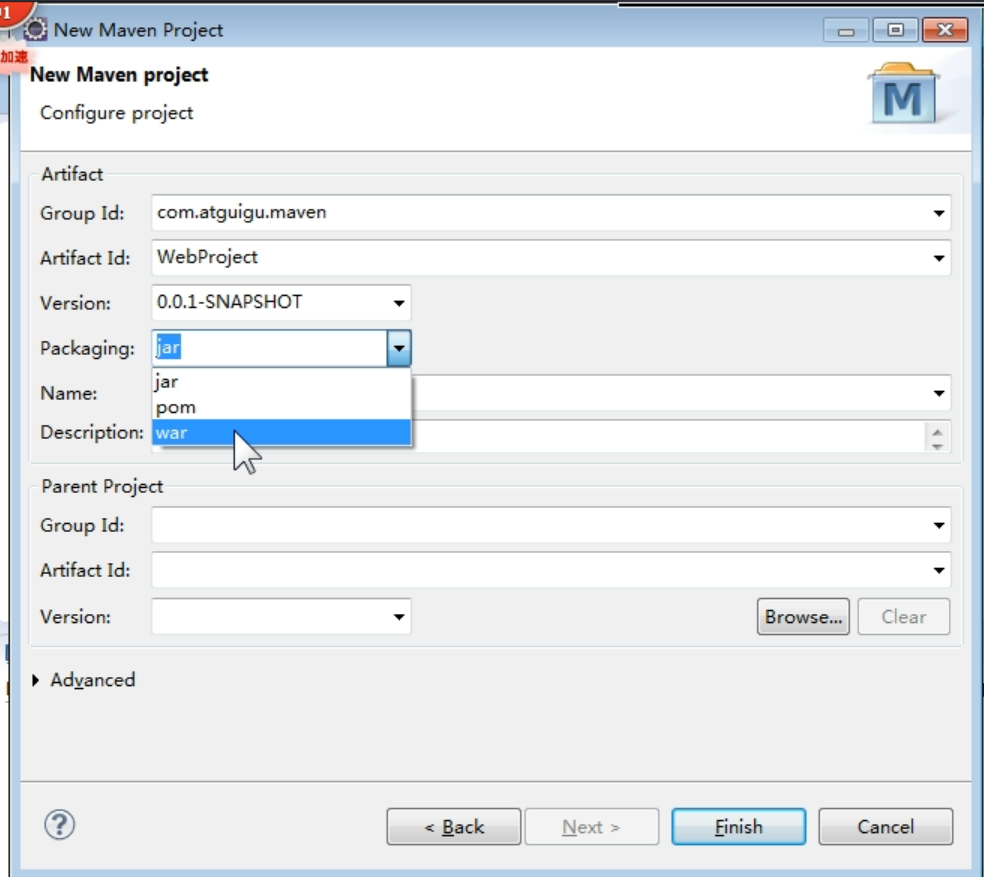 01
New Maven Project
加速
New Maven project
Configure project
M
Artifact
Group Id: com.atguigu.maven
Artifact Id: WebProject
Version: 0.0.1-SNAPSHOT
Packaging: jar
jar
Name:
pom
Description: war
Parent Project
Group Id:
Artifact Id:
Version: Browse... Clear
Advanced
? < Back Next > Finish Cancel